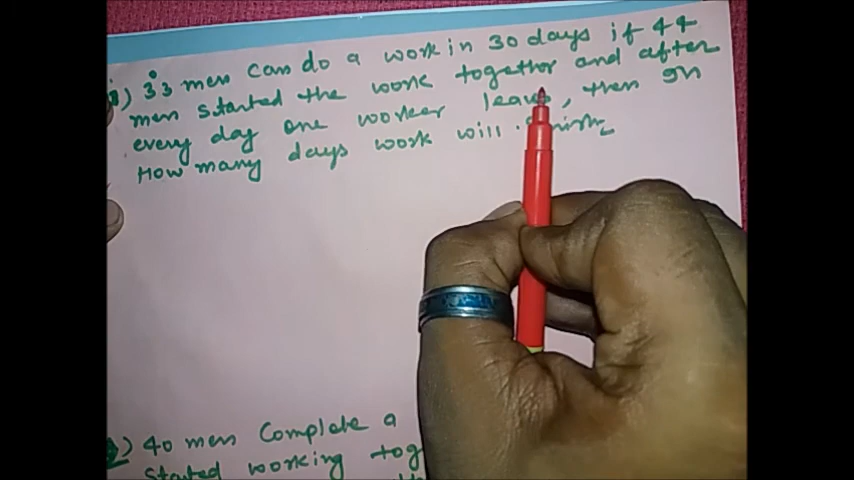 ) 33 men can do a work in 30 days if 44
men started the work together and after
every day one worker leave, then In
How many days work will finish
) 40 men Complete a
started working tog